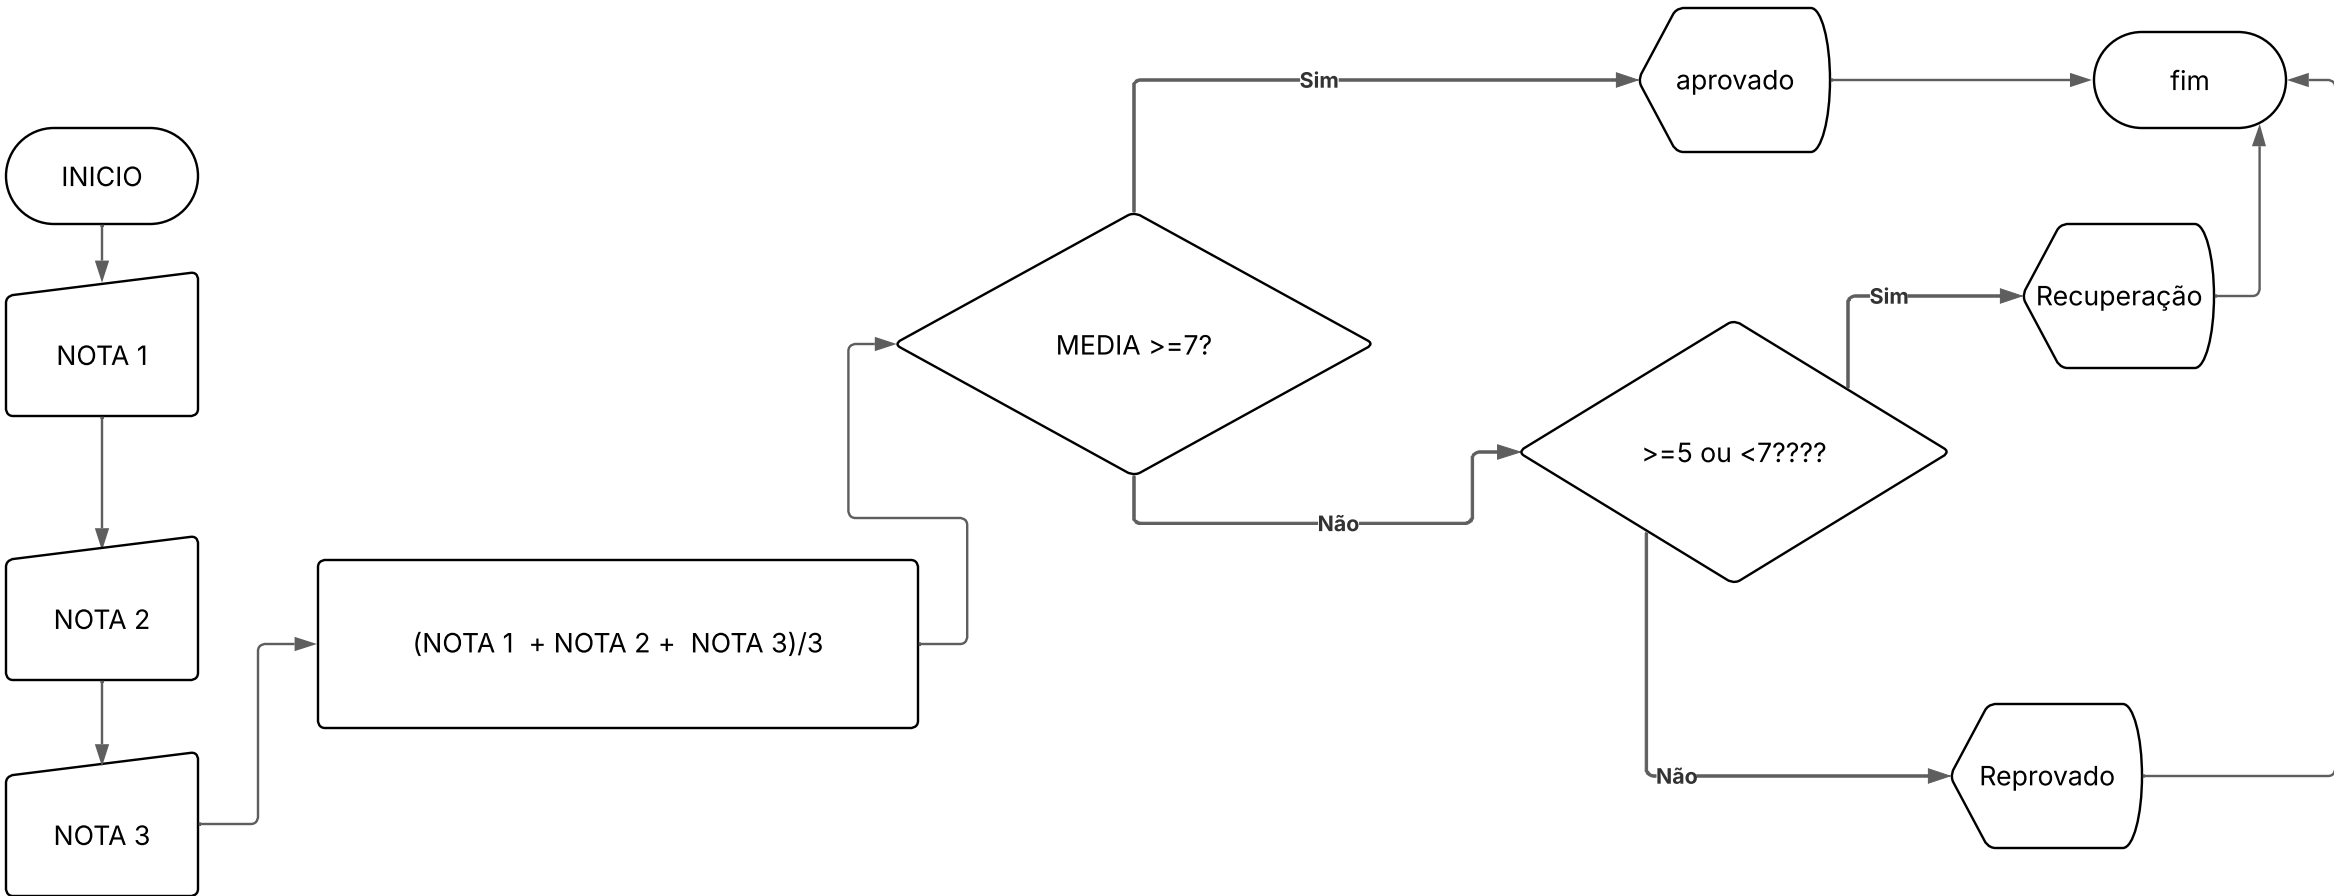 INICIO
NOTA 1
NOTA 2
NOTA 3
(NOTA 1  + NOTA 2 +  NOTA 3)/3
MEDIA >=7?
Sim
aprovado
fim
Não
>=5 ou <7????
Sim
Recuperação
Não
Reprovado